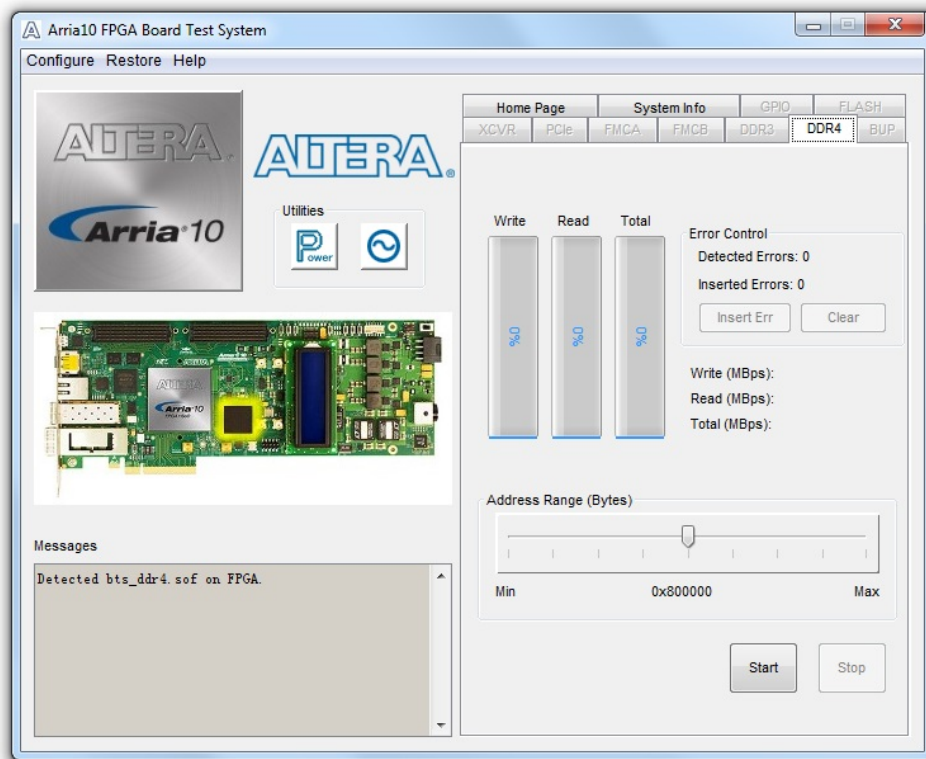 Arria10 FPGA Board Test System
Configure Restore Help
ALTERA
Arria 10
ALTERA®
Utilities
Power
Home Page System Info GPIO FLASH
XCVR PCIe FMCA FMCB DDR3 DDR4 BUP
Write Read Total
0% 0% 0%
Error Control
Detected Errors: 0
Inserted Errors: 0
Insert Err Clear
Write (MBps):
Read (MBps):
Total (MBps):
ALTERA
Arria 10
Address Range (Bytes)
Min 0x800000 Max
Messages
Detected bts_ddr4.sof on FPGA.
Start Stop